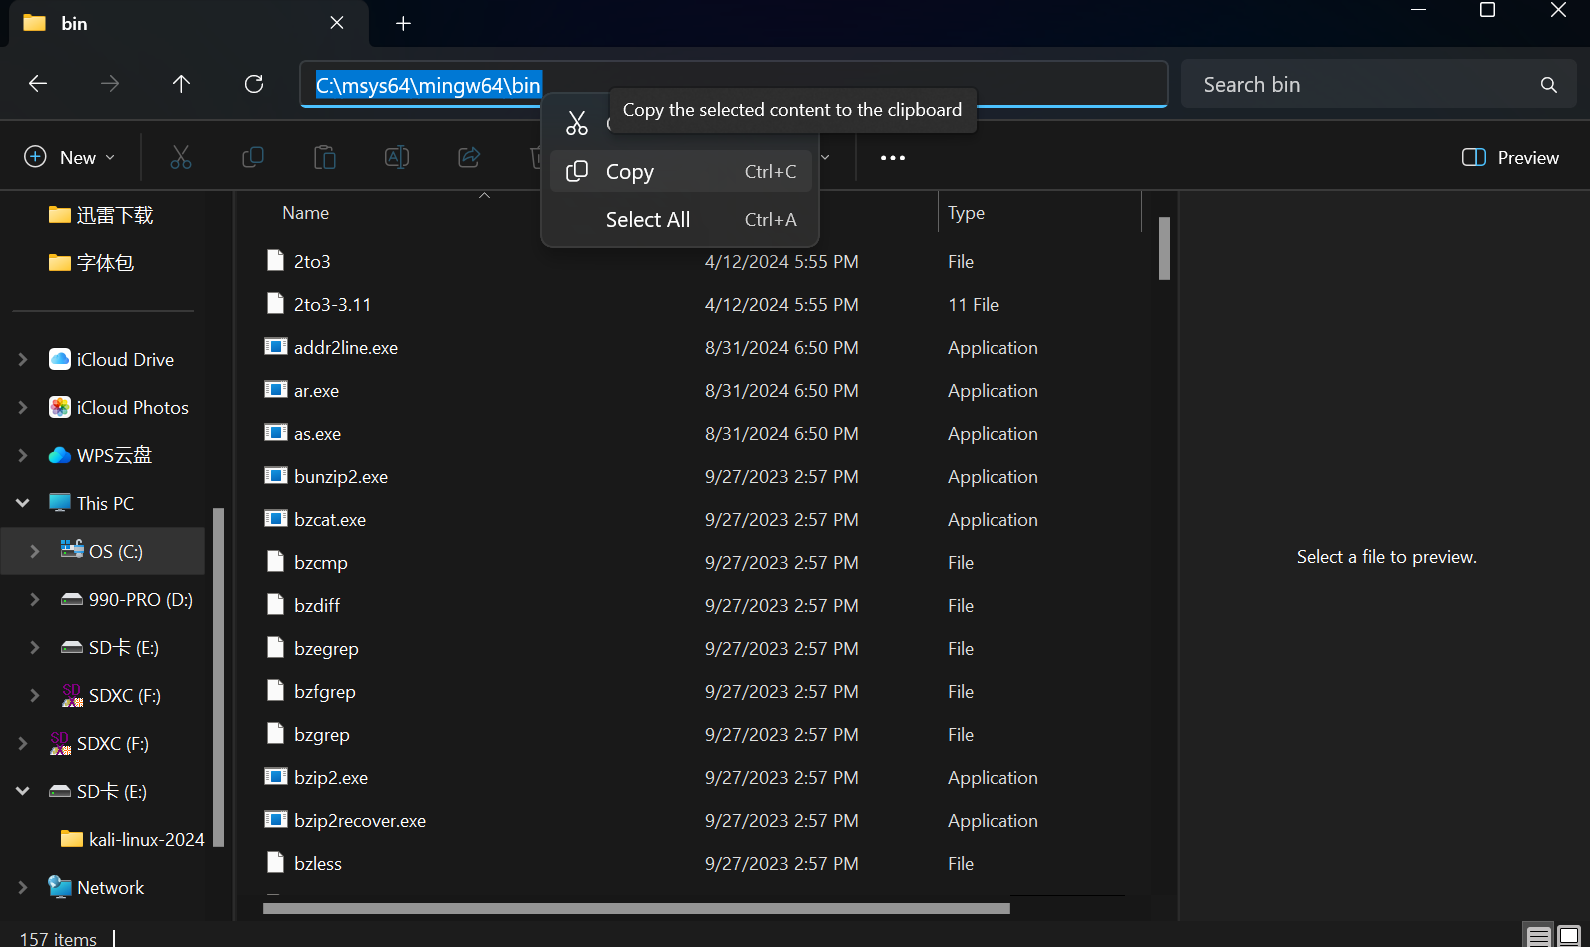 bin
C:\msys64\mingw64\bin
Search bin
Copy the selected content to the clipboard
New
Copy Ctrl+C
Select All Ctrl+A
Preview
迅雷下载
字体包
iCloud Drive
iCloud Photos
WPS云盘
This PC
OS (C:)
990-PRO (D:)
SD卡 (E:)
SDXC (F:)
SDXC (F:)
SD卡 (E:)
kali-linux-2024
Network
Name Type
2to3 4/12/2024 5:55 PM File
2to3-3.11 4/12/2024 5:55 PM 11 File
addr2line.exe 8/31/2024 6:50 PM Application
ar.exe 8/31/2024 6:50 PM Application
as.exe 8/31/2024 6:50 PM Application
bunzip2.exe 9/27/2023 2:57 PM Application
bzcat.exe 9/27/2023 2:57 PM Application
bzcmp 9/27/2023 2:57 PM File
bzdiff 9/27/2023 2:57 PM File
bzegrep 9/27/2023 2:57 PM File
bzfgrep 9/27/2023 2:57 PM File
bzgrep 9/27/2023 2:57 PM File
bzip2.exe 9/27/2023 2:57 PM Application
bzip2recover.exe 9/27/2023 2:57 PM Application
bzless 9/27/2023 2:57 PM File
Select a file to preview.
157 items